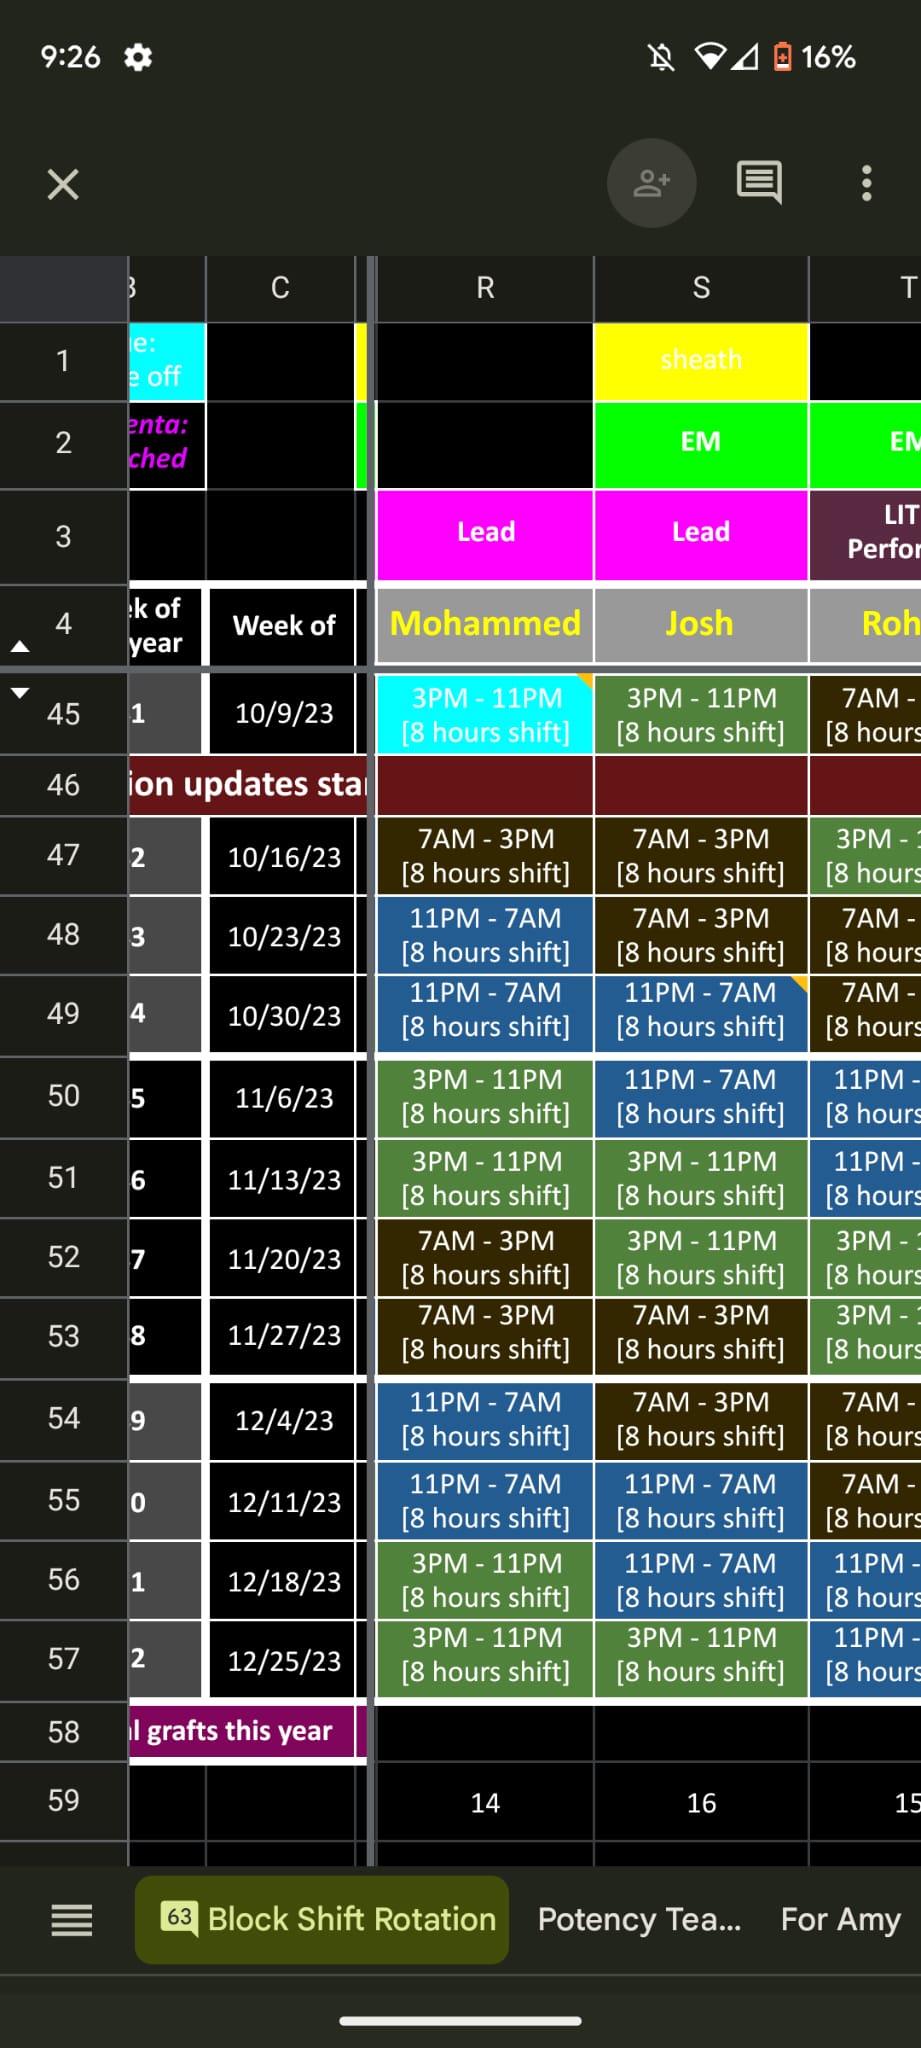 9:26 16%
B C R S T
1 e: sheath
e off
2 enta: EM EM
ched
3 Lead Lead LIT
Perfor
4 k of Week of Mohammed Josh Roh
year
45 1 10/9/23 3PM - 11PM 3PM - 11PM 7AM -
[8 hours shift] [8 hours shift] [8 hours
46 ion updates star
47 2 10/16/23 7AM - 3PM 7AM - 3PM 3PM - 1
[8 hours shift] [8 hours shift] [8 hours
48 3 10/23/23 11PM - 7AM 7AM - 3PM 7AM -
[8 hours shift] [8 hours shift] [8 hours
49 4 10/30/23 11PM - 7AM 11PM - 7AM 7AM -
[8 hours shift] [8 hours shift] [8 hours
50 5 11/6/23 3PM - 11PM 11PM - 7AM 11PM -
[8 hours shift] [8 hours shift] [8 hours
51 6 11/13/23 3PM - 11PM 3PM - 11PM 11PM -
[8 hours shift] [8 hours shift] [8 hours
52 7 11/20/23 7AM - 3PM 3PM - 11PM 3PM - 1
[8 hours shift] [8 hours shift] [8 hours
53 8 11/27/23 7AM - 3PM 7AM - 3PM 3PM - 1
[8 hours shift] [8 hours shift] [8 hours
54 9 12/4/23 11PM - 7AM 7AM - 3PM 7AM -
[8 hours shift] [8 hours shift] [8 hours
55 0 12/11/23 11PM - 7AM 11PM - 7AM 7AM -
[8 hours shift] [8 hours shift] [8 hours
56 1 12/18/23 3PM - 11PM 11PM - 7AM 11PM -
[8 hours shift] [8 hours shift] [8 hours
57 2 12/25/23 3PM - 11PM 3PM - 11PM 11PM -
[8 hours shift] [8 hours shift] [8 hours
58 l grafts this year
59 14 16 15
63 Block Shift Rotation Potency Tea... For Amy